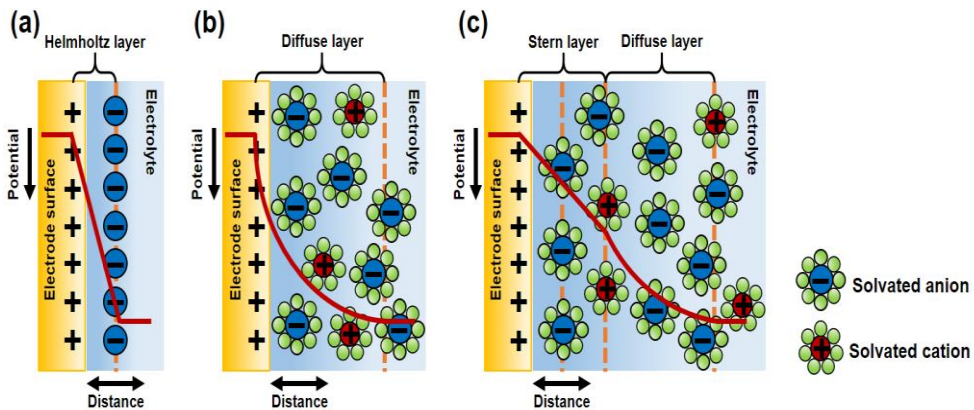 (a)
Helmholtz layer
Potential
Electrode surface
Electrolyte
+
+
+
+
+
+
+
−
−
−
−
−
−
−
Distance
(b)
Diffuse layer
Potential
Electrode surface
Electrolyte
Distance
(c)
Stern layer
Diffuse layer
Potential
Electrode surface
Electrolyte
Distance
Solvated anion
Solvated cation